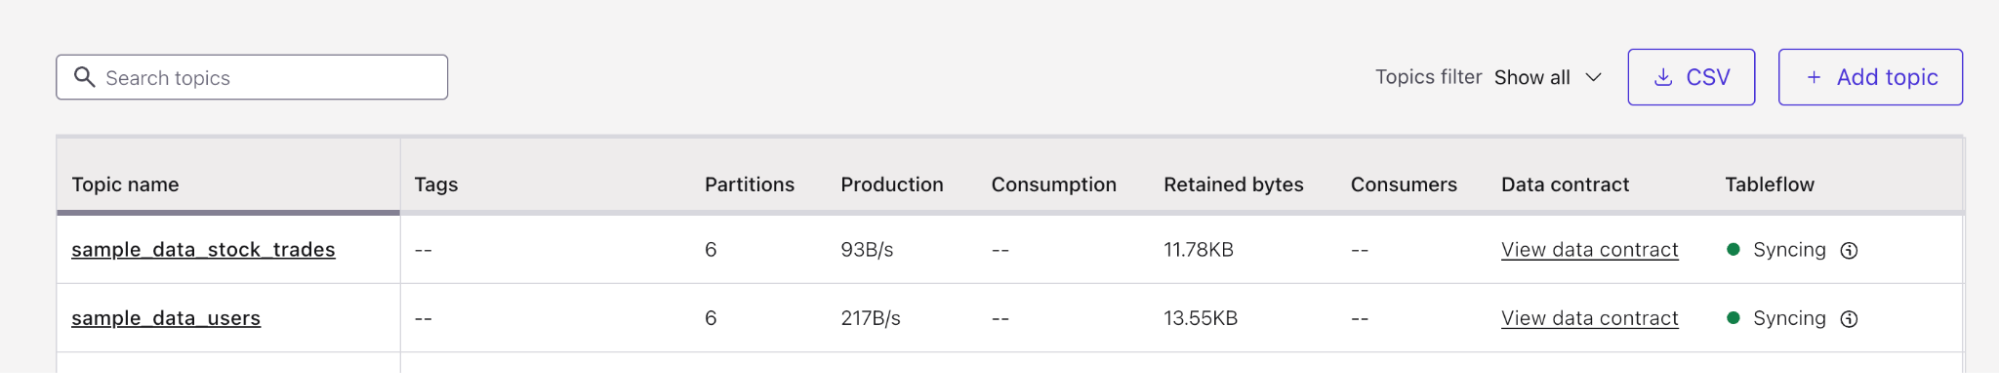 Search topics Topics filter Show all CSV + Add topic
Topic name Tags Partitions Production Consumption Retained bytes Consumers Data contract Tableflow
sample_data_stock_trades -- 6 93B/s -- 11.78KB -- View data contract Syncing
sample_data_users -- 6 217B/s -- 13.55KB -- View data contract Syncing